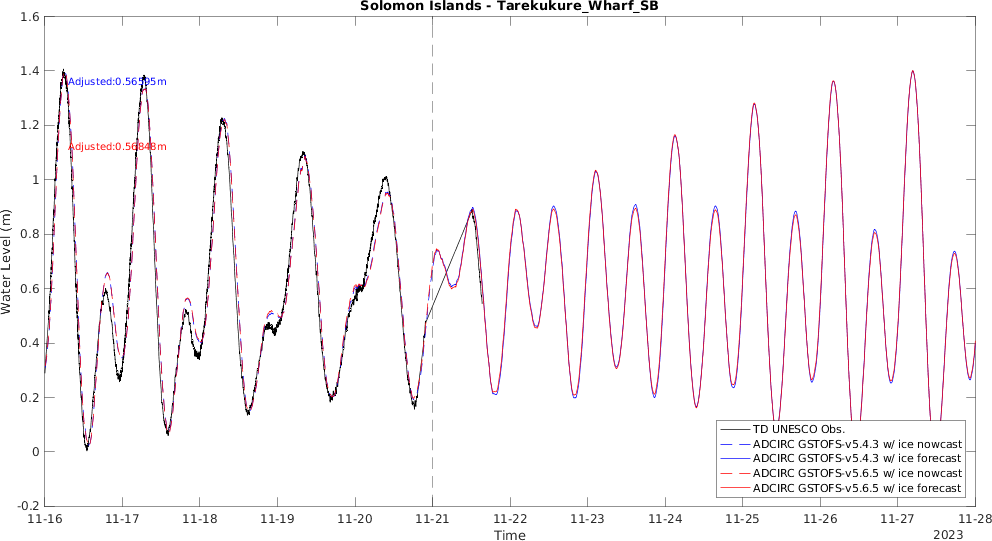 Solomon Islands - Tarekukure_Wharf_SB
1.6
1.4
1.2
1
0.8
0.6
0.4
0.2
0
-0.2
Water Level (m)
Adjusted:0.56595m
Adjusted:0.56848m
TD UNESCO Obs.
ADCIRC GSTOFS-v5.4.3 w/ ice nowcast
ADCIRC GSTOFS-v5.4.3 w/ ice forecast
ADCIRC GSTOFS-v5.6.5 w/ ice nowcast
ADCIRC GSTOFS-v5.6.5 w/ ice forecast
11-16 11-17 11-18 11-19 11-20 11-21 11-22 11-23 11-24 11-25 11-26 11-27 11-28
Time
2023